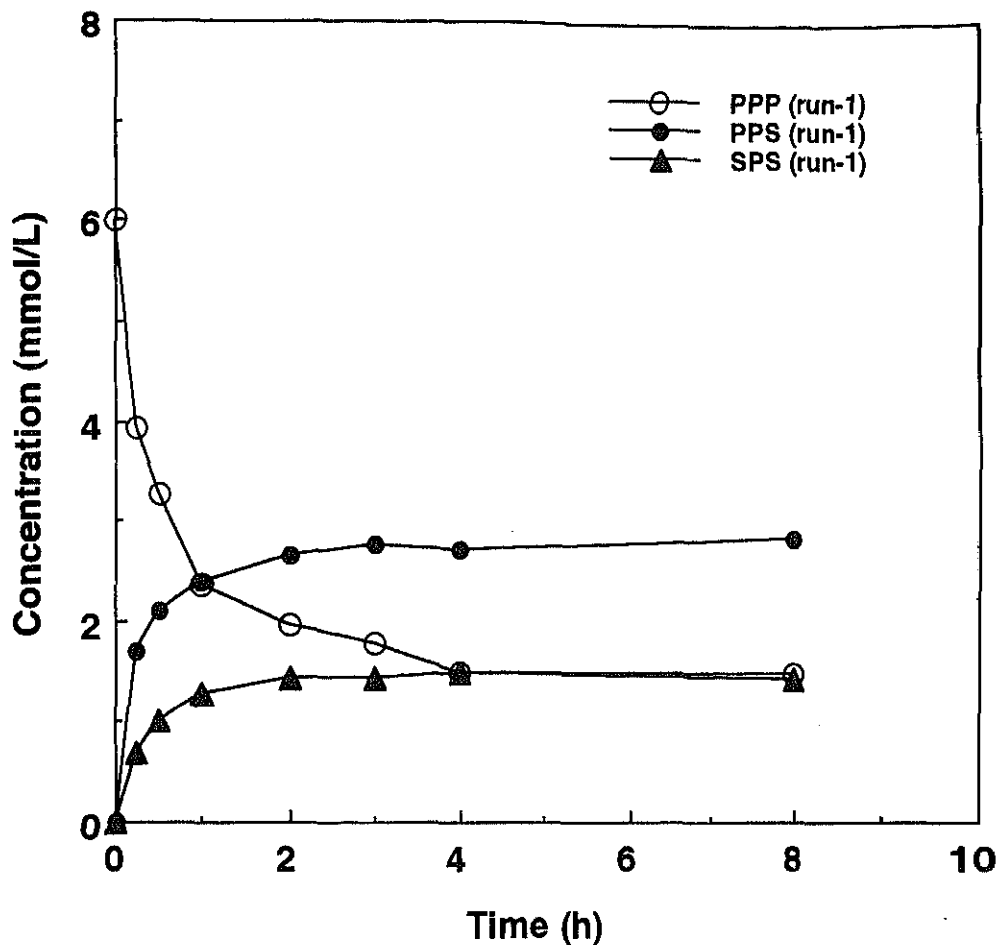 8
6
4
2
0
PPP (run-1)
PPS (run-1)
SPS (run-1)
Concentration (mmol/L)
0 2 4 6 8 10
Time (h)